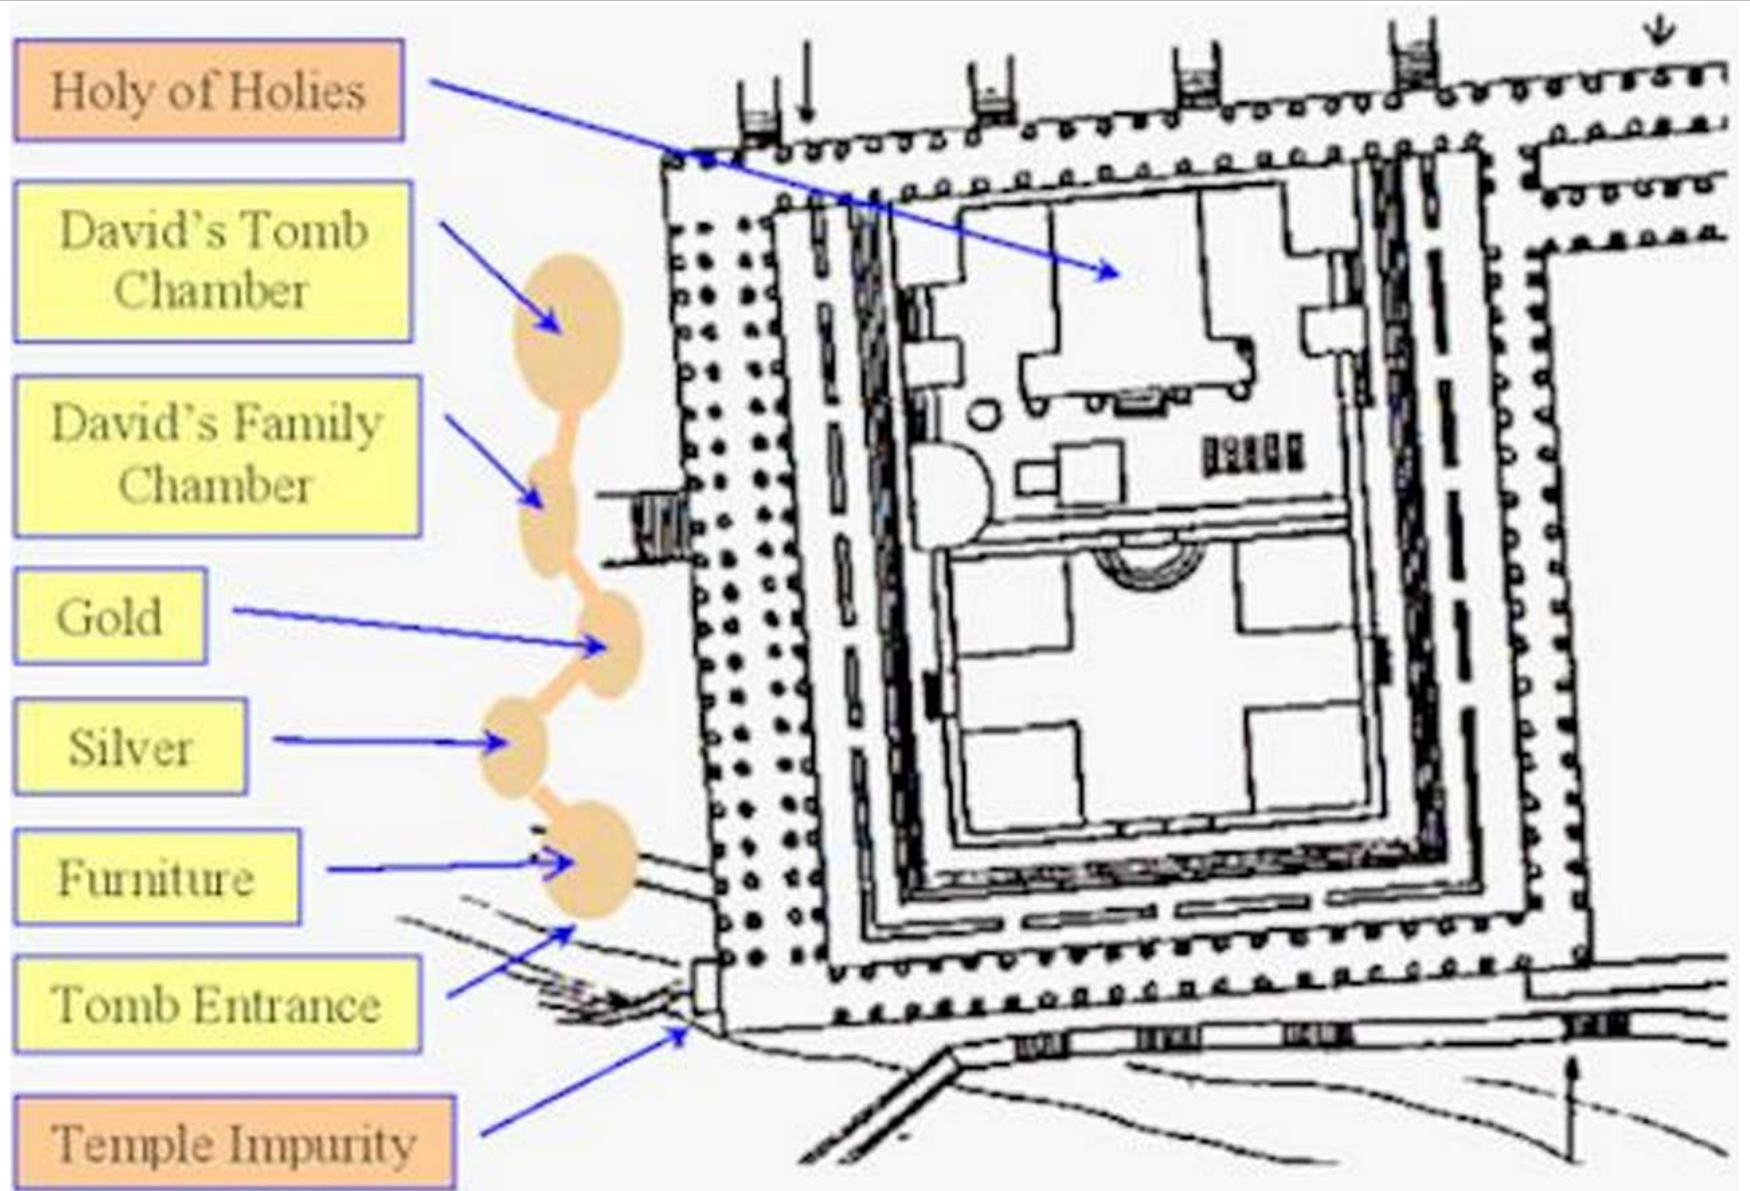 Holy of Holies
David's Tomb
Chamber
David's Family
Chamber
Gold
Silver
Furniture
Tomb Entrance
Temple Impurity